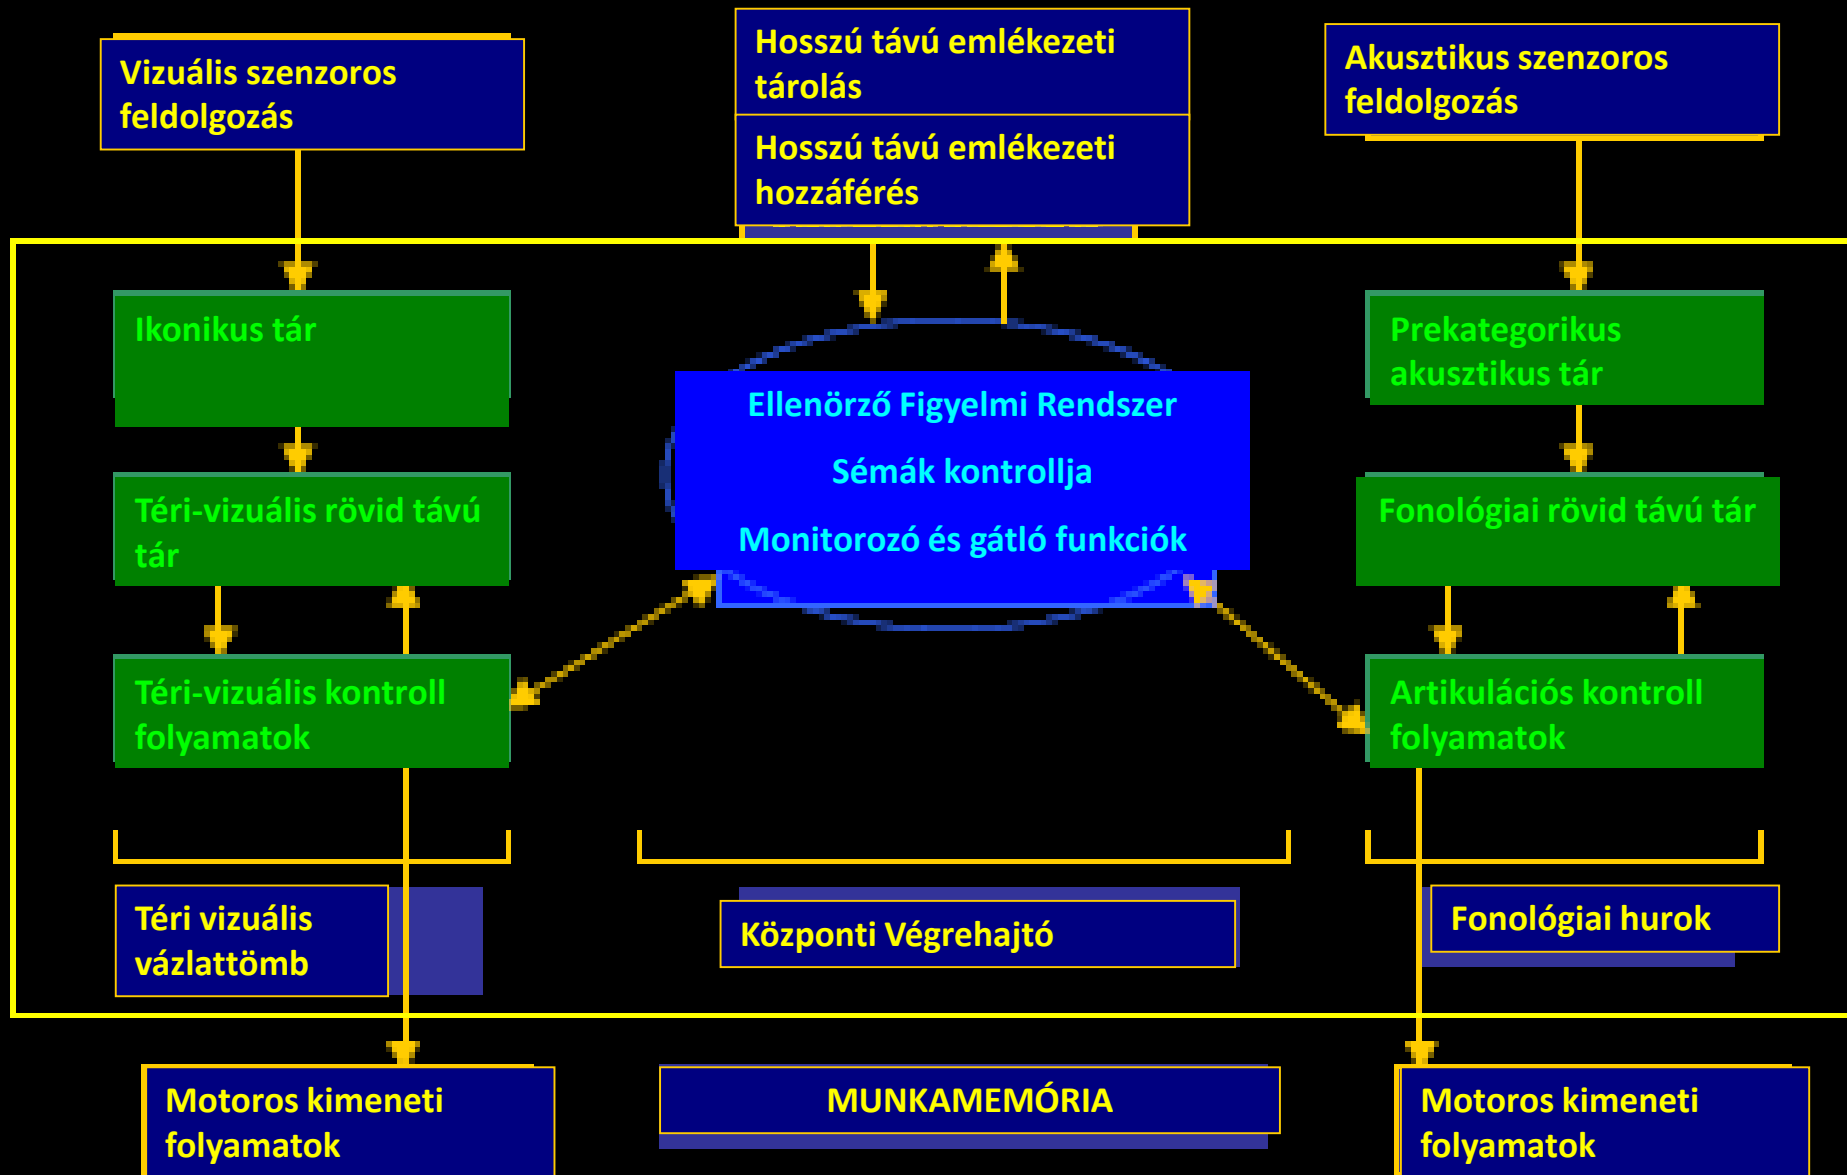 Vizuális szenzoros
feldolgozás
Hosszú távú emlékezeti
tárolás
Hosszú távú emlékezeti
hozzáférés
Akusztikus szenzoros
feldolgozás
Ikonikus tár
Ellenörző Figyelmi Rendszer
Sémák kontrollja
Monitorozó és gátló funkciók
Prekategorikus
akusztikus tár
Téri-vizuális rövid távú
tár
Fonológiai rövid távú tár
Téri-vizuális kontroll
folyamatok
Artikulációs kontroll
folyamatok
Téri vizuális
vázlattömb
Központi Végrehajtó
Fonológiai hurok
Motoros kimeneti
folyamatok
MUNKAMEMÓRIA
Motoros kimeneti
folyamatok